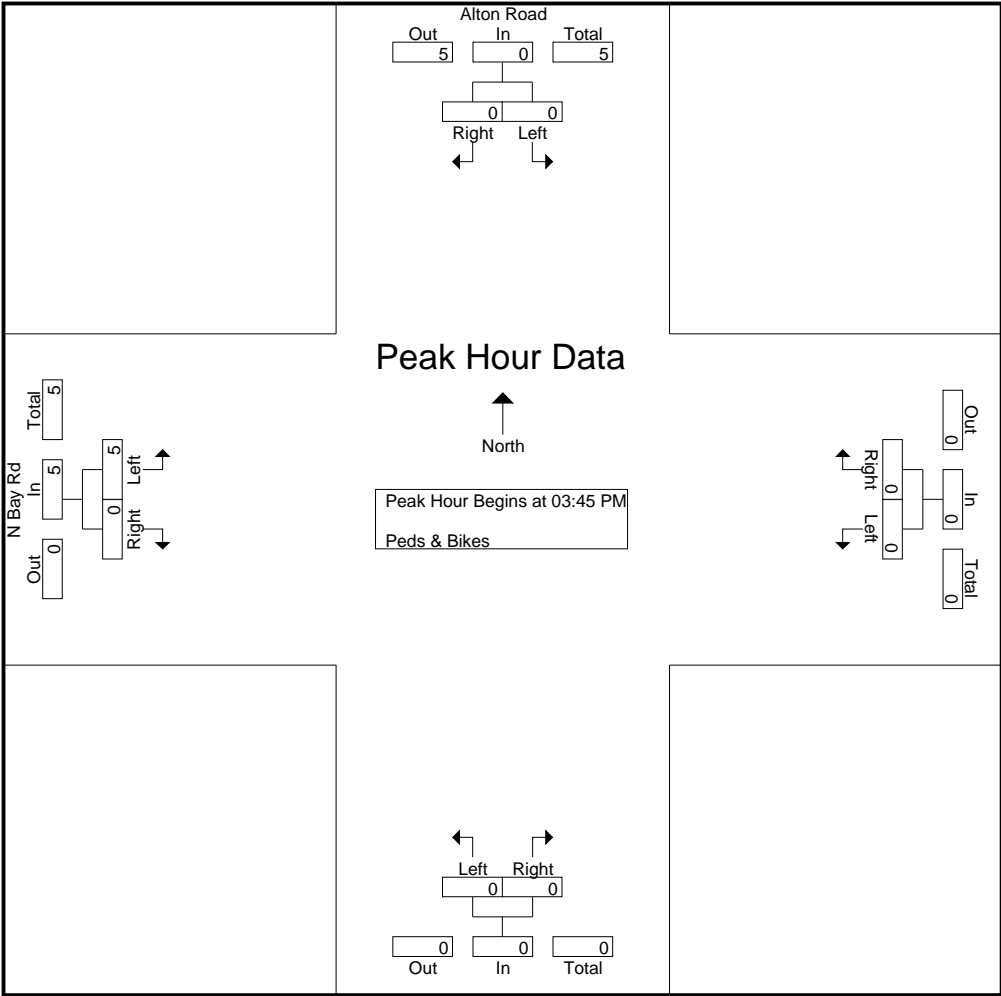 Alton Road
Out In Total
5 0 5
0 0
Right Left
Peak Hour Data
North
Peak Hour Begins at 03:45 PM
Peds & Bikes
N Bay Rd
Total In Out
5 5 0
5 0
Left Right
Out In Total
0 0 0
0 0
Right Left
Left Right
0 0
0 0 0
Out In Total